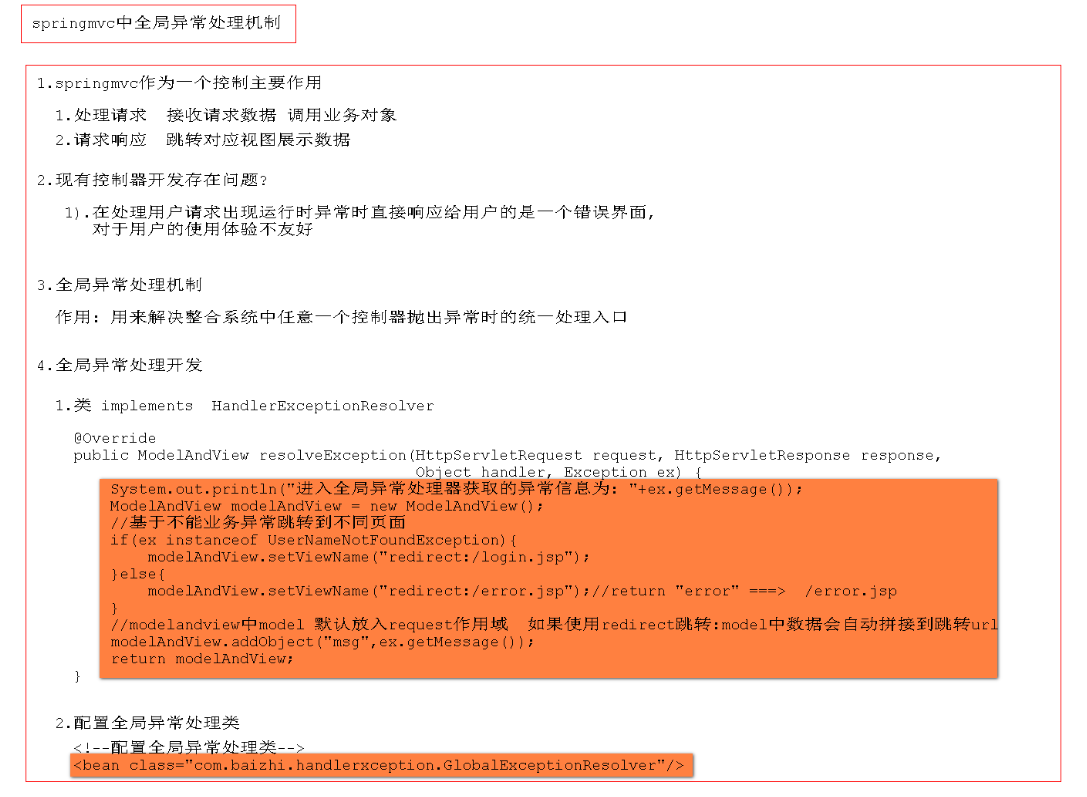 springmvc中全局异常处理机制
1.springmvc作为一个控制主要作用
1.处理请求 接收请求数据 调用业务对象
2.请求响应 跳转对应视图展示数据
2.现有控制器开发存在问题?
1).在处理用户请求出现运行时异常时直接响应给用户的是一个错误界面,
对于用户的使用体验不友好
3.全局异常处理机制
作用: 用来解决整合系统中任意一个控制器抛出异常时的统一处理入口
4.全局异常处理开发
1.类 implements HandlerExceptionResolver
@Override
public ModelAndView resolveException(HttpServletRequest request, HttpServletResponse response,
Object handler, Exception ex) {
System.out.println("进入全局异常处理器获取的异常信息为: "+ex.getMessage());
ModelAndView modelAndView = new ModelAndView();
//基于不能业务异常跳转到不同页面
if(ex instanceof UserNameNotFoundException){
modelAndView.setViewName("redirect:/login.jsp");
}else{
modelAndView.setViewName("redirect:/error.jsp");//return "error" ===> /error.jsp
}
//modelandview中model 默认放入request作用域 如果使用redirect跳转:model中数据会自动拼接到跳转url
modelAndView.addObject("msg",ex.getMessage());
return modelAndView;
}
2.配置全局异常处理类
<!--配置全局异常处理类-->
<bean class="com.baizhi.handlerxception.GlobalExceptionResolver"/>